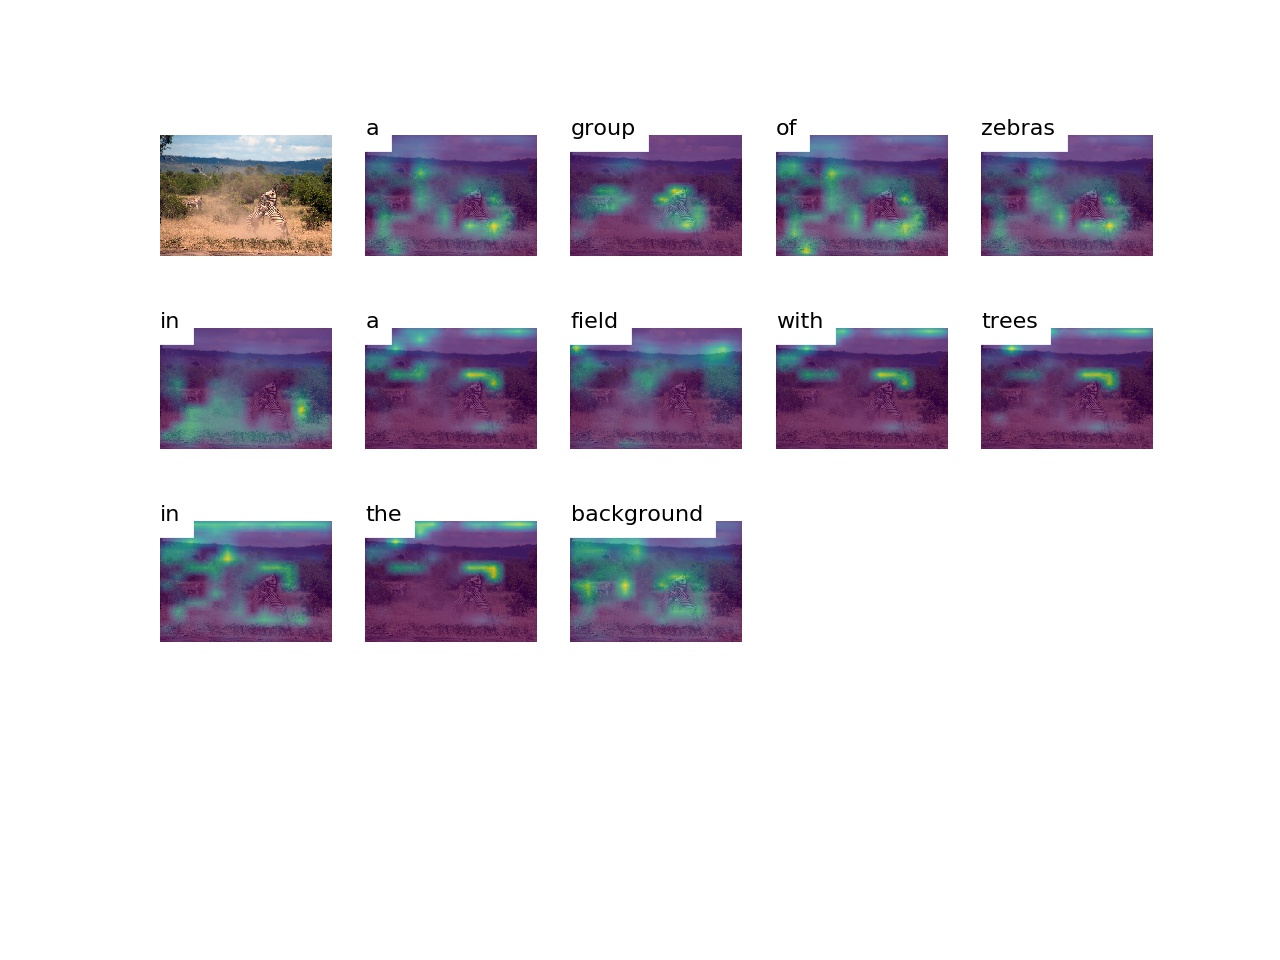 a group of zebras
in a field with trees
in the background